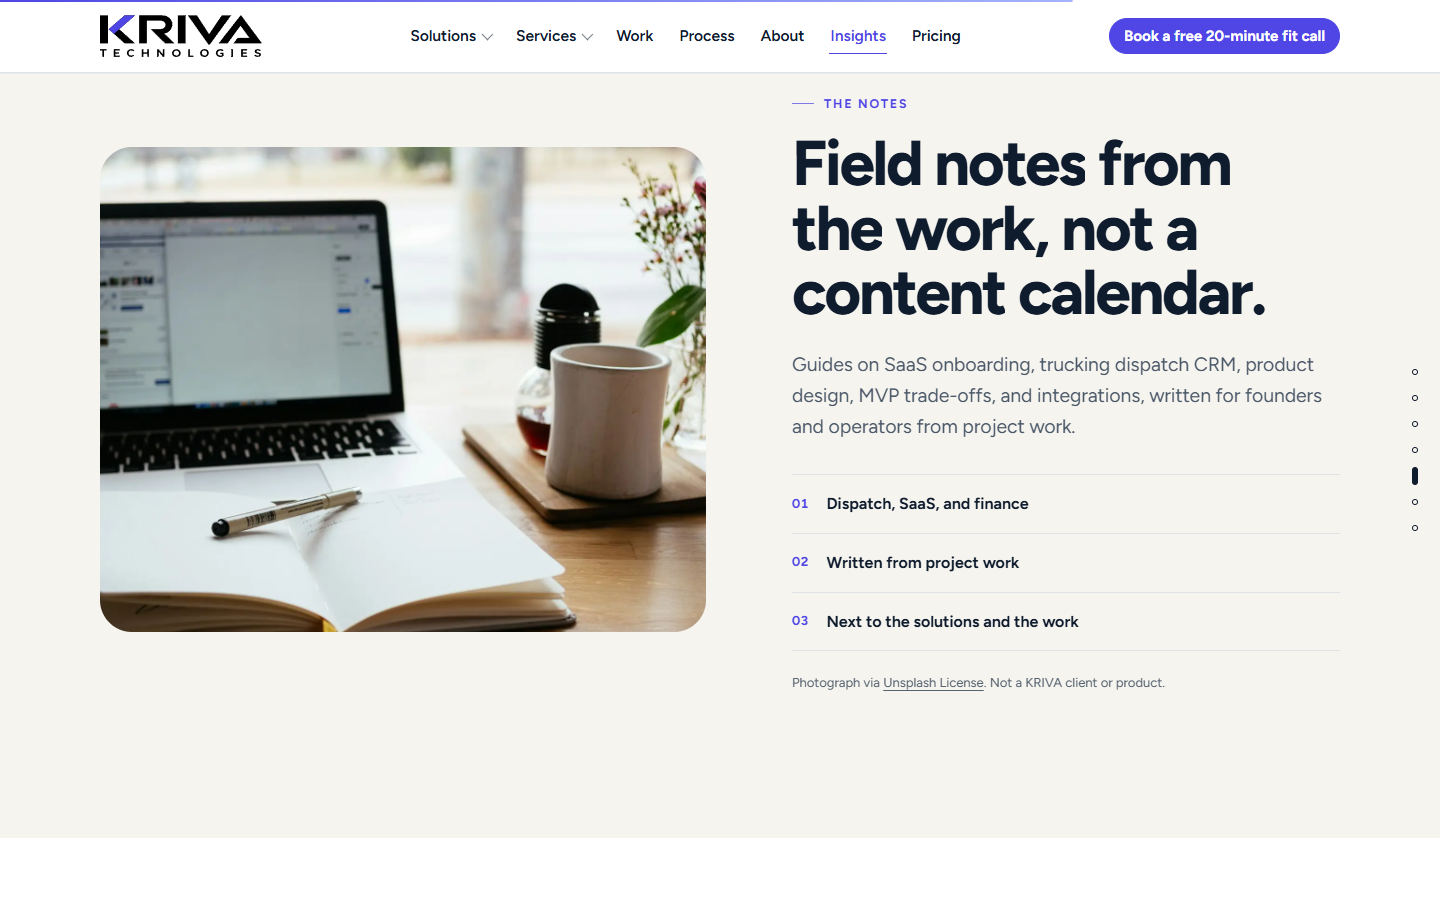 KRIVA
TECHNOLOGIES
Solutions
Services
Work
Process
About
Insights
Pricing
Book a free 20-minute fit call
THE NOTES
Field notes from
the work, not a
content calendar.
Guides on SaaS onboarding, trucking dispatch CRM, product
design, MVP trade-offs, and integrations, written for founders
and operators from project work.
01 Dispatch, SaaS, and finance
02 Written from project work
03 Next to the solutions and the work
Photograph via Unsplash License. Not a KRIVA client or product.